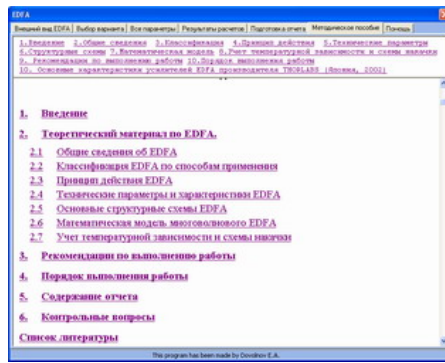 EDFA
Внешний вид EDFA Выбор варианта Все параметры Результаты расчетов Подготовка отчета Методическое пособие Помощь
1.Введение 2.Общие сведения 3.Классификация 4.Принцип действия 5.Технические параметры
6.Структурные схемы 7.Математическая модель 8.Учет температурной зависимости и схемы накачки
9. Рекомендации по выполнению работы 10.Порядок выполнения работы
10. Основные характеристики усилителей EDFA производителя THORLABS (Япония, 2002)
1. Введение
2. Теоретический материал по EDFA.
2.1 Общие сведения об EDFA
2.2 Классификация EDFA по способам применения
2.3 Принцип действия EDFA
2.4 Технические параметры и характеристики EDFA
2.5 Основные структурные схемы EDFA
2.6 Математическая модель многоволнового EDFA
2.7 Учет температурной зависимости и схемы накачки
3. Рекомендации по выполнению работы
4. Порядок выполнения работы
5. Содержание отчета
6. Контрольные вопросы
Список литературы
This program has been made by Dovolnov E.A.